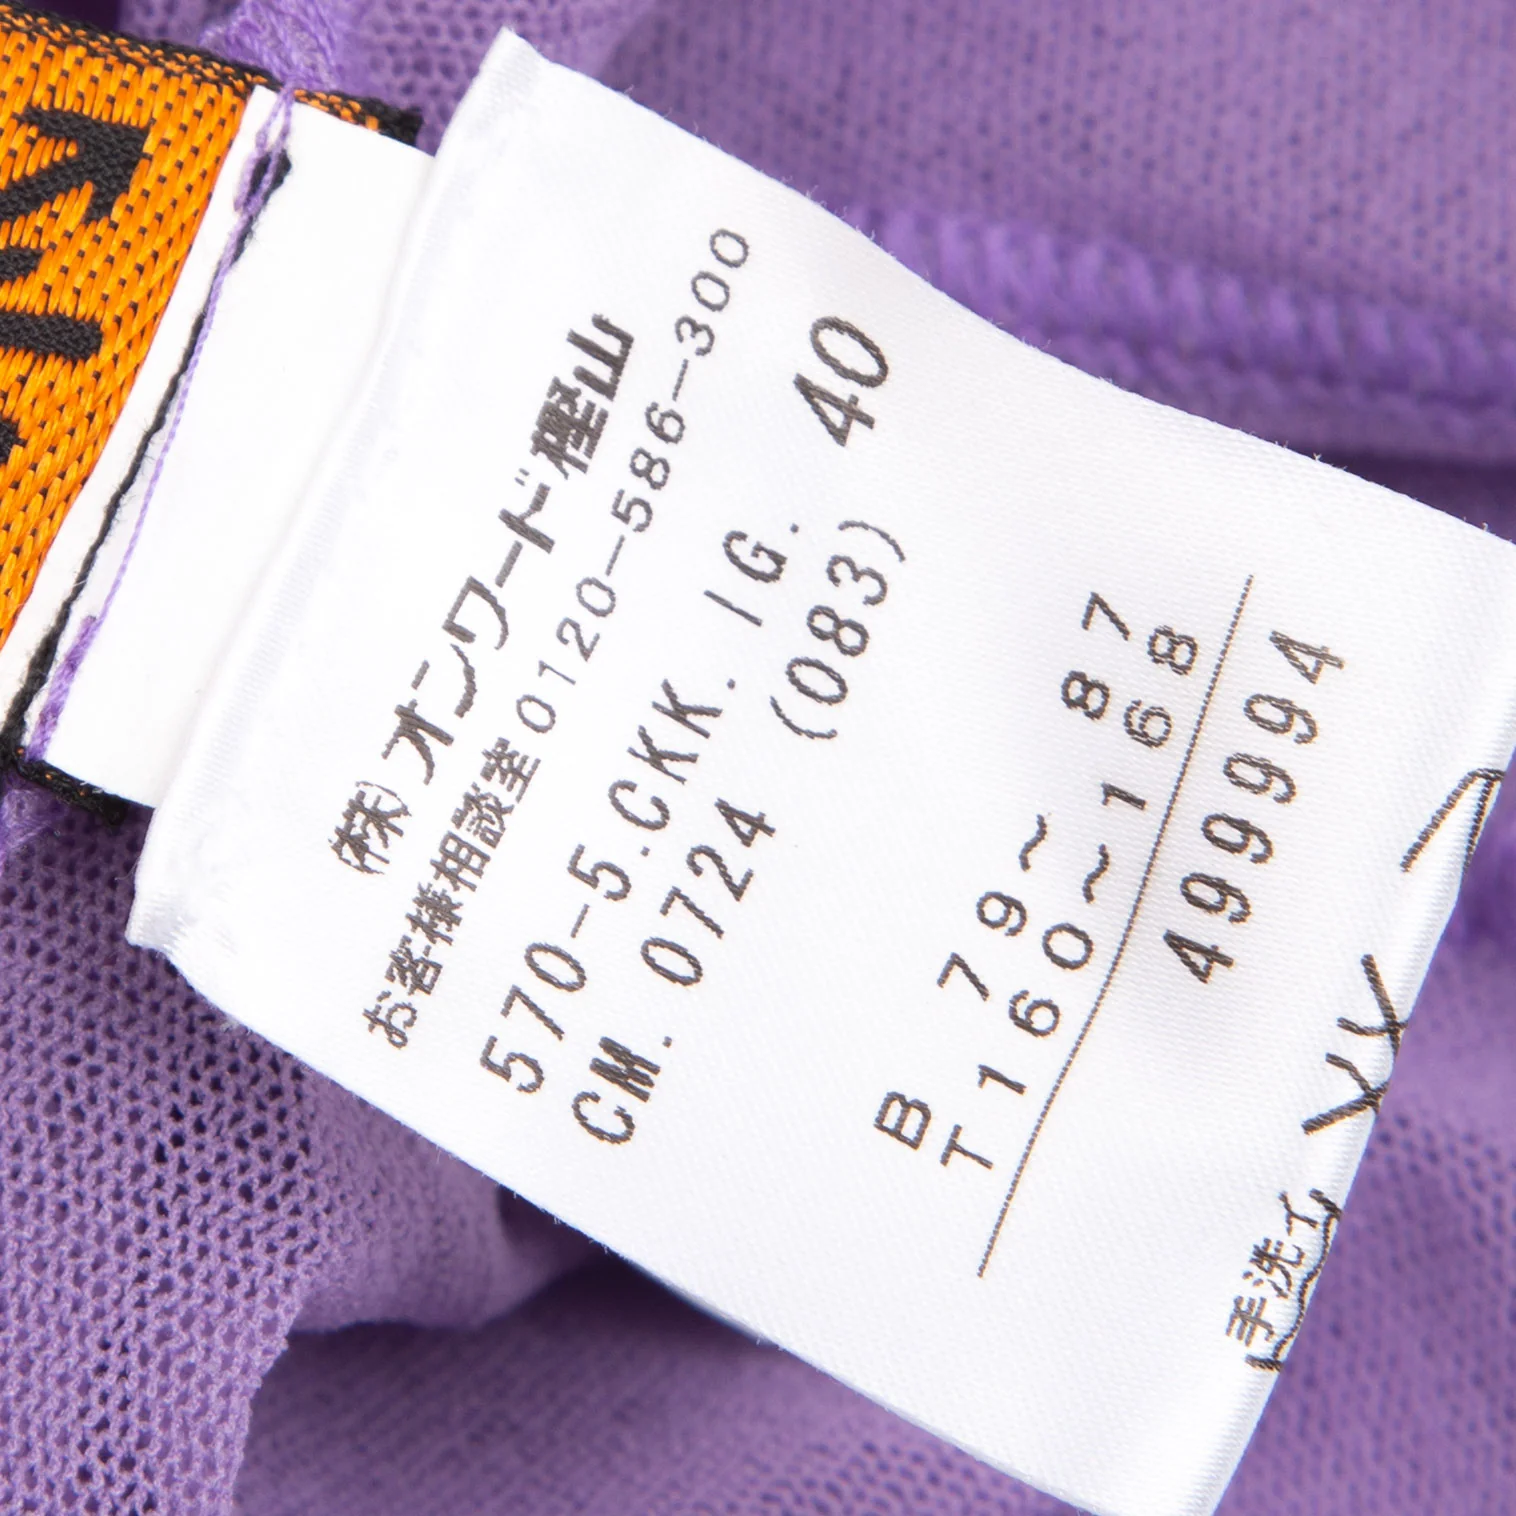 ㈱オンワード樫山
お客様相談室0120-586-300
570-5.CKK.IG. 40
CM.0724 (083)
B 79~ 87
T 160~168
499994
手洗イ